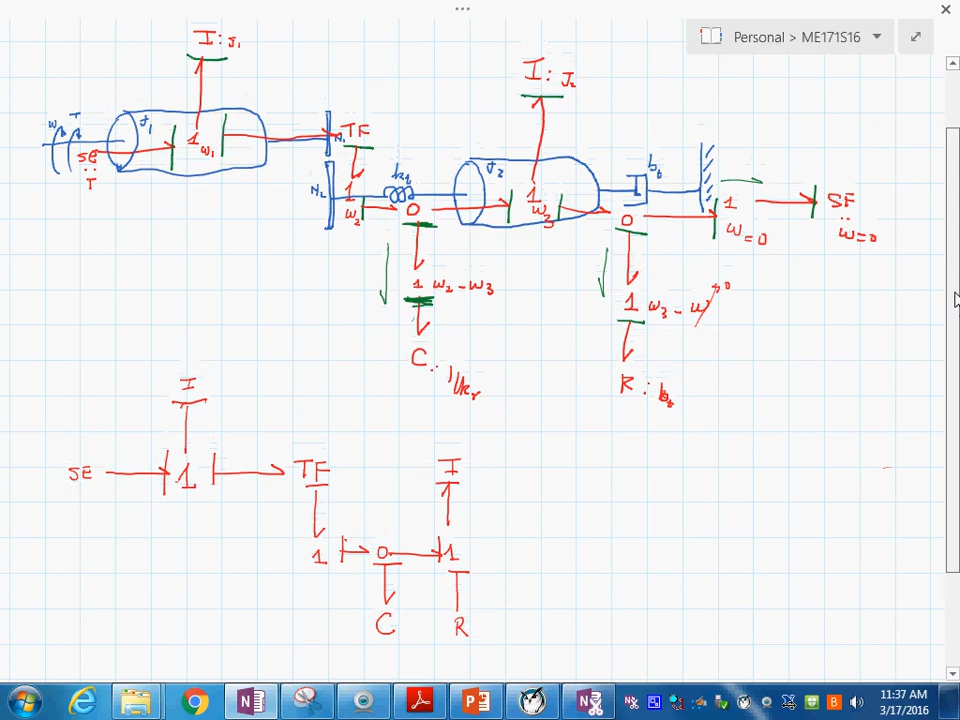 Personal > ME171S16
I: J1
I: J2
ω T
SE
:
T
J1
1
ω1
N1
TF
N2
1
ω2
kt
0
J2
1
ω3
bt
0
1
ω=0
SF
:
ω=0
1 ω2-ω3
C: 1/kr
1 ω3-ω 0
R: bt
I
SE 1 TF I
1 0 1
C R
11:37 AM
3/17/2016